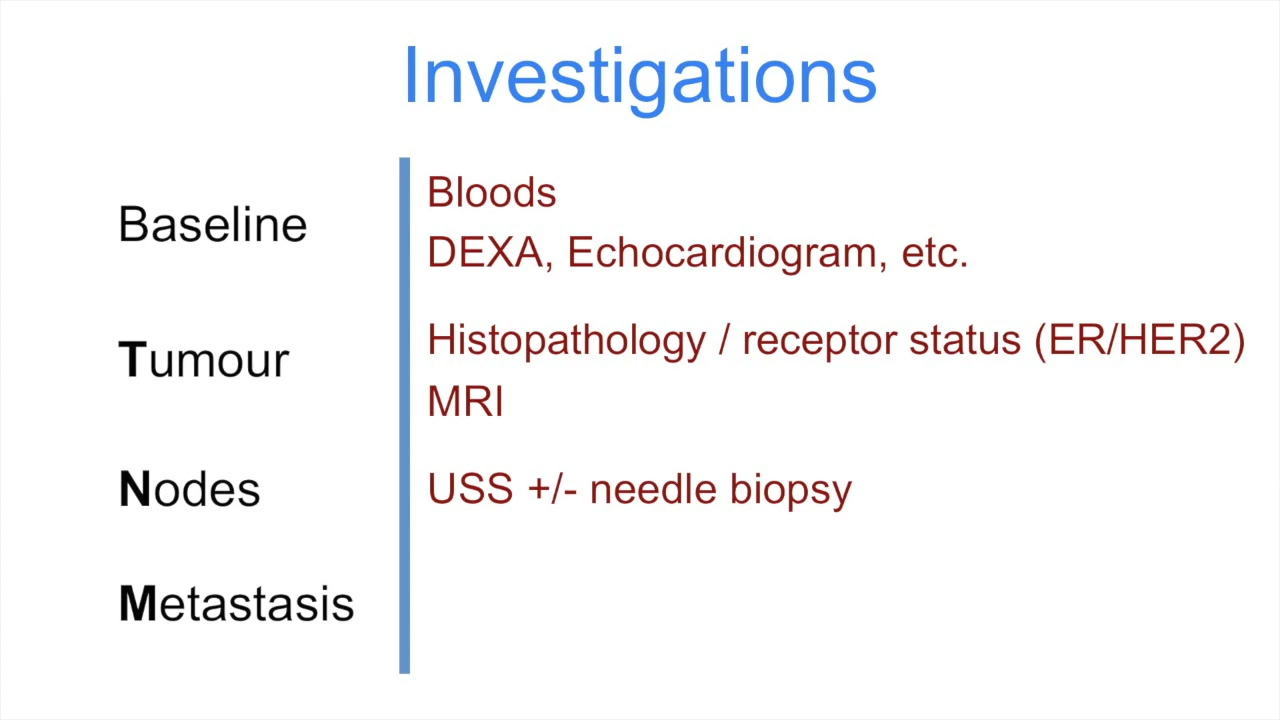 Investigations
Baseline
Bloods
DEXA, Echocardiogram, etc.
Tumour
Histopathology / receptor status (ER/HER2)
MRI
Nodes
USS +/- needle biopsy
Metastasis